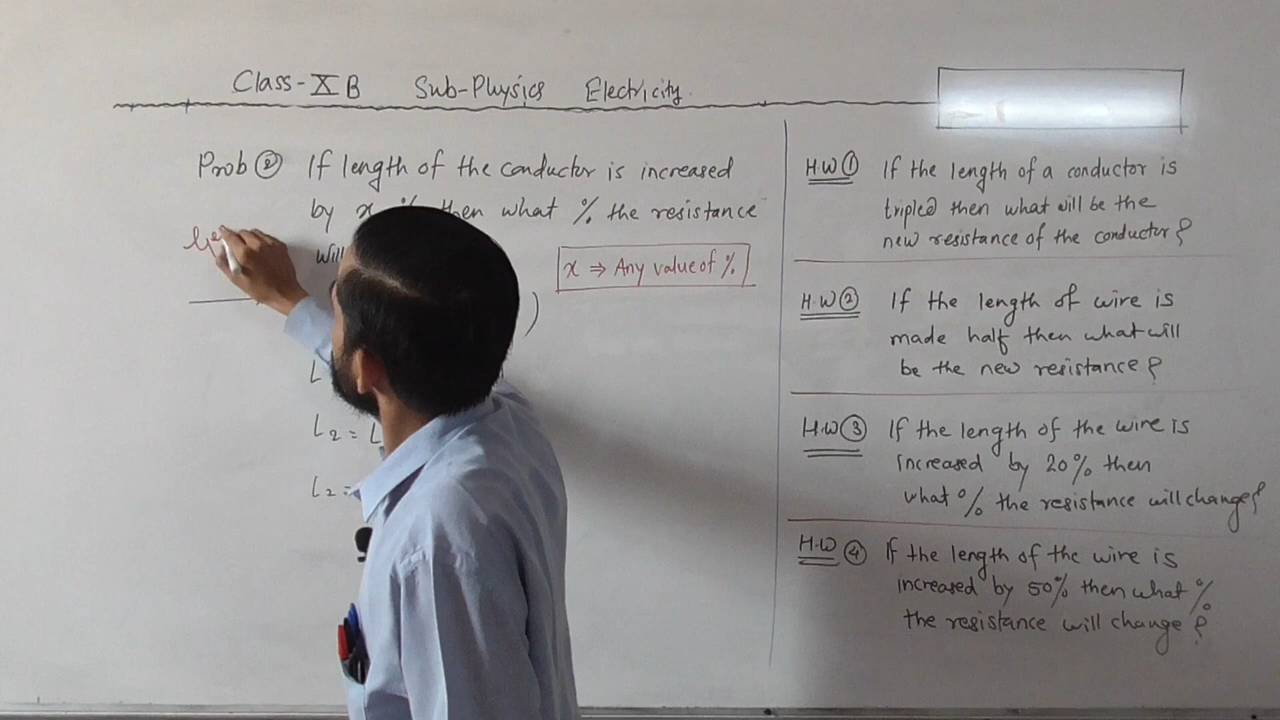 Class-X B Sub-Physics Electricity
Prob ② If length of the conductor is increased
by x % then what % the resistance
will
x ⇒ Any value of %
)
L
L₂ = L
L₂ =
H.W ① If the length of a conductor is
tripled then what will be the
new resistance of the conductor?
H.W ② If the length of wire is
made half then what will
be the new resistance?
H.W ③ If the length of the wire is
increased by 20% then
what % the resistance will change?
H.W ④ If the length of the wire is
increased by 50% then what %
the resistance will change?